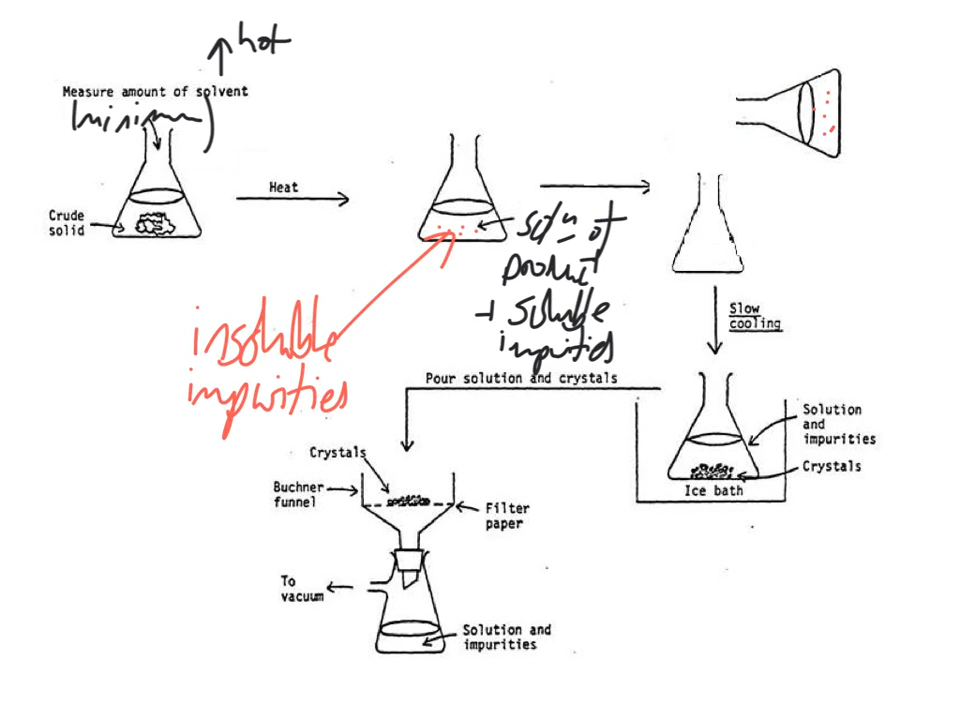 hot
Measure amount of solvent
(minimum)
Crude
solid
Heat
soln of
product
+ soluble
impurities
insoluble
impurities
Slow
cooling
Pour solution and crystals
Solution
and
impurities
Crystals
Ice bath
Crystals
Buchner
funnel
Filter
paper
To
vacuum
Solution and
impurities